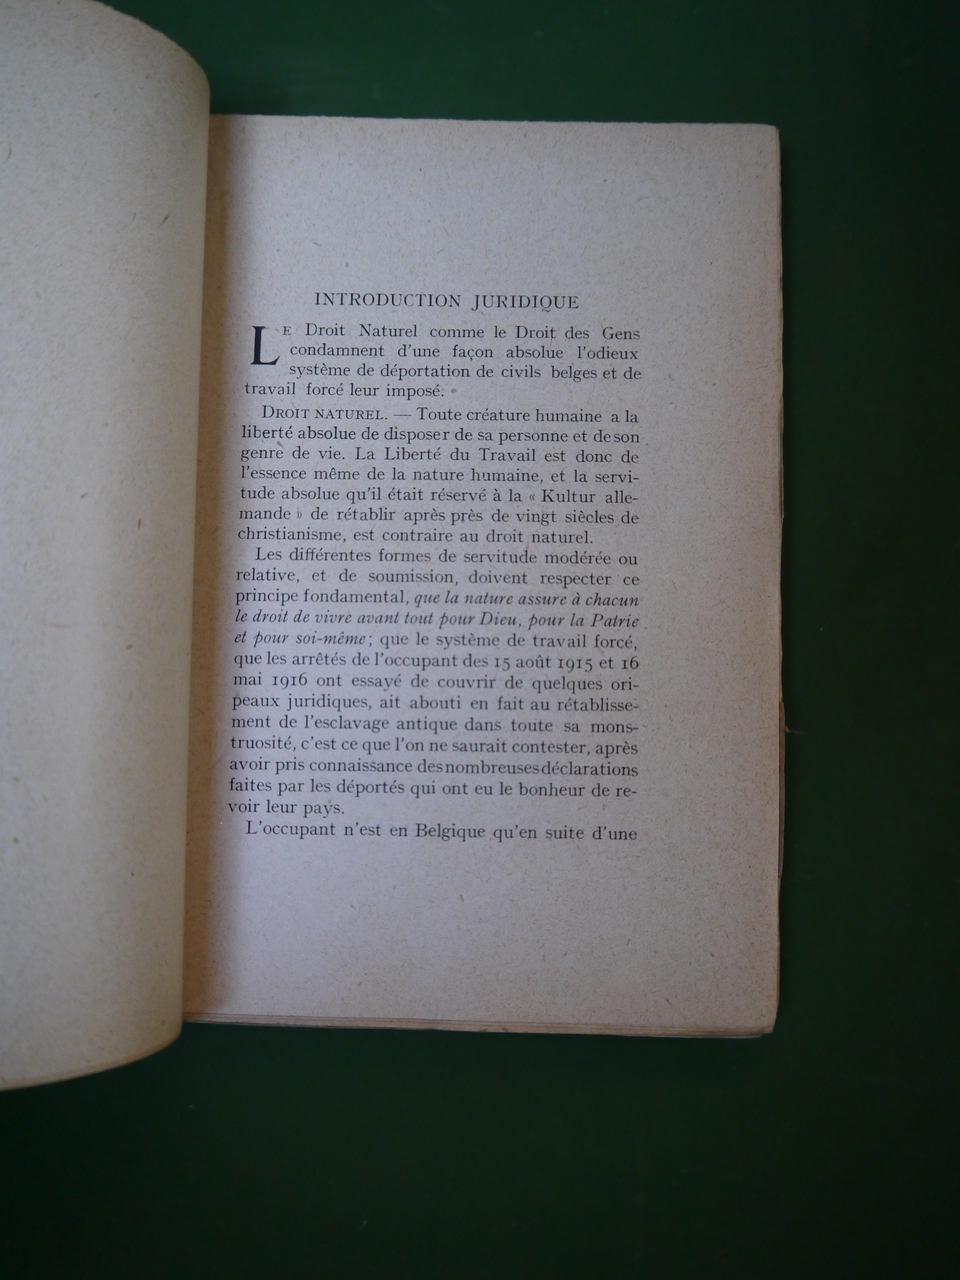 INTRODUCTION JURIDIQUE
LE Droit Naturel comme le Droit des Gens
condamnent d'une façon absolue l'odieux
système de déportation de civils belges et de
travail forcé leur imposé.
DROIT NATUREL. — Toute créature humaine a la
liberté absolue de disposer de sa personne et de son
genre de vie. La Liberté du Travail est donc de
l'essence même de la nature humaine, et la servi-
tude absolue qu'il était réservé à la « Kultur alle-
mande » de rétablir après près de vingt siècles de
christianisme, est contraire au droit naturel.
Les différentes formes de servitude modérée ou
relative, et de soumission, doivent respecter ce
principe fondamental, que la nature assure à chacun
le droit de vivre avant tout pour Dieu, pour la Patrie
et pour soi-même; que le système de travail forcé,
que les arrêtés de l'occupant des 15 août 1915 et 16
mai 1916 ont essayé de couvrir de quelques ori-
peaux juridiques, ait abouti en fait au rétablisse-
ment de l'esclavage antique dans toute sa mons-
truosité, c'est ce que l'on ne saurait contester, après
avoir pris connaissance des nombreuses déclarations
faites par les déportés qui ont eu le bonheur de re-
voir leur pays.
L'occupant n'est en Belgique qu'en suite d'une